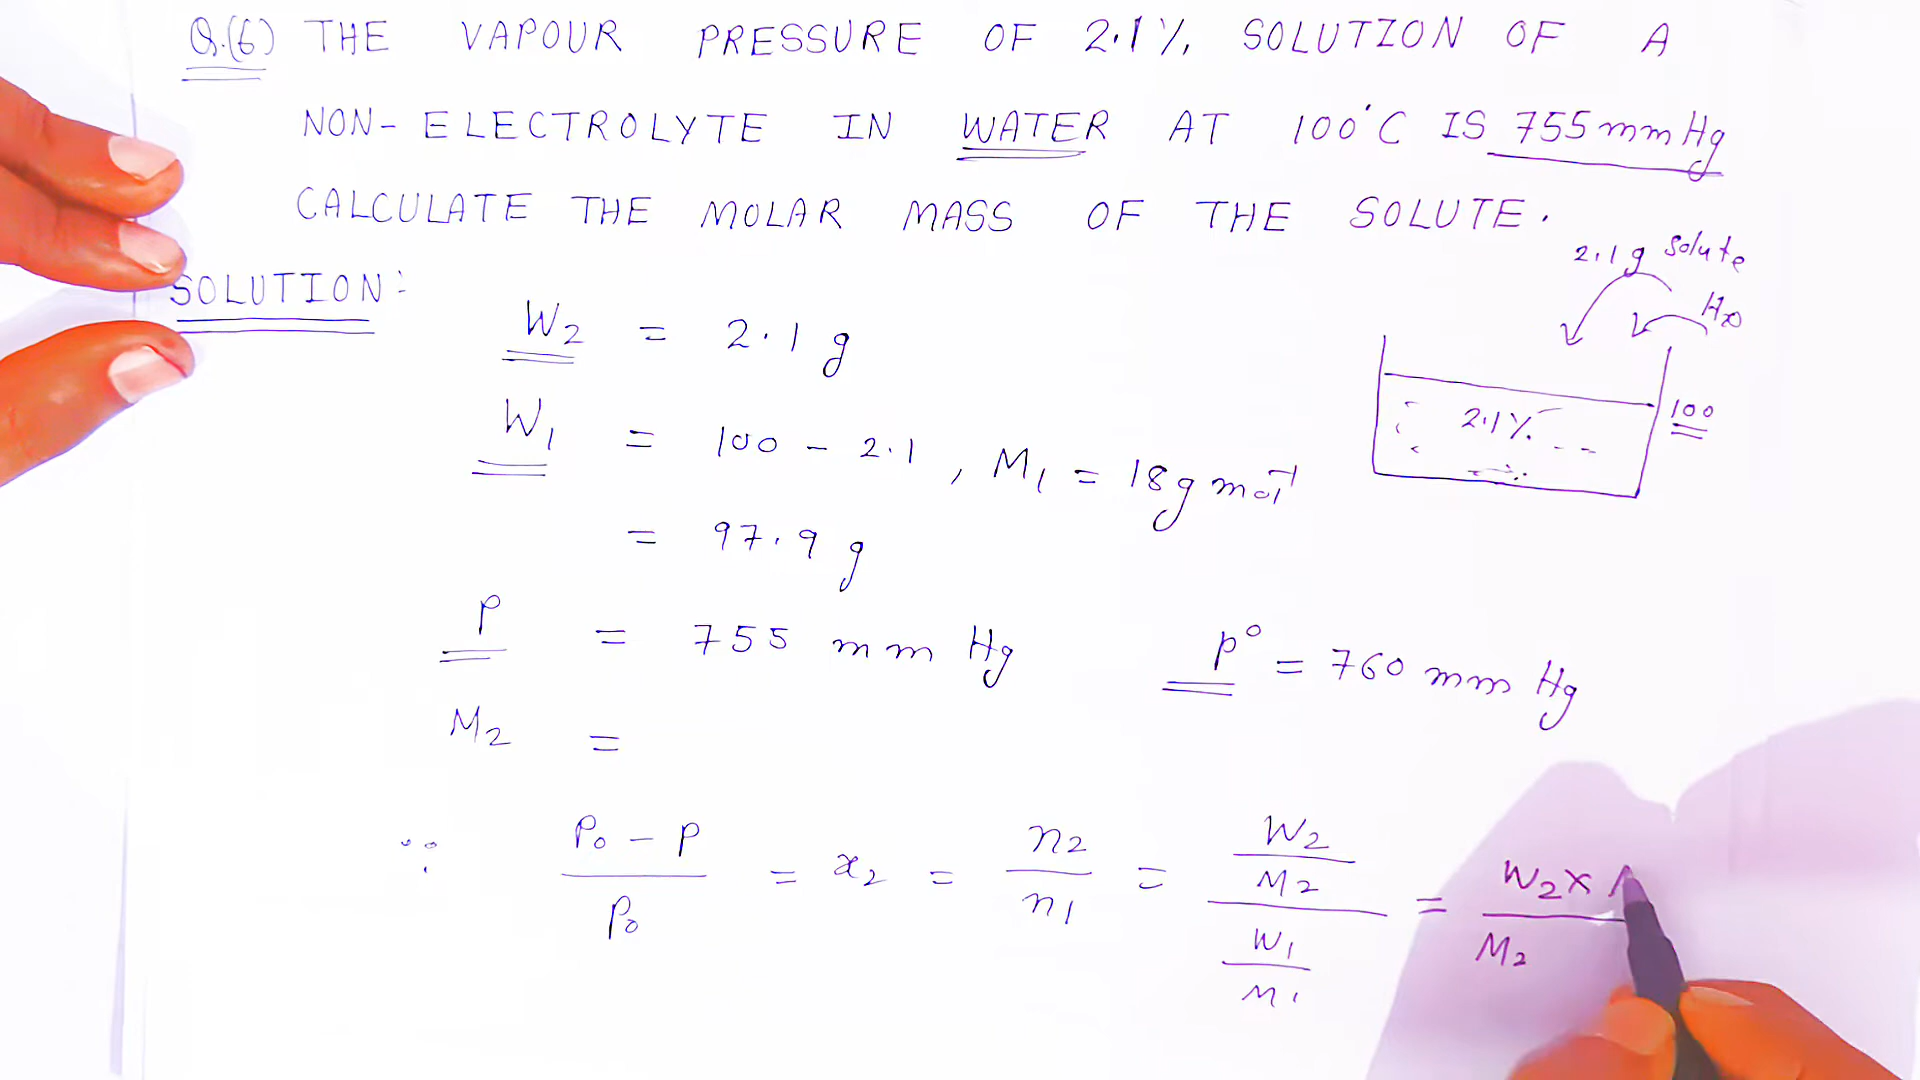 Q.(6) THE VAPOUR PRESSURE OF 2.1% SOLUTION OF A
NON-ELECTROLYTE IN WATER AT 100°C IS 755 mm Hg
CALCULATE THE MOLAR MASS OF THE SOLUTE.
SOLUTION:
2.1 g solute
H2O
W2 = 2.1 g
2.1%
100
W1 = 100 - 2.1 , M1 = 18 g mol⁻¹
= 97.9 g
P = 755 mm Hg P° = 760 mm Hg
M2 =
∵ (P0 - P)/P0 = x2 = n2/n1 = (W2/M2)/(W1/M1) = W2 ×
M2